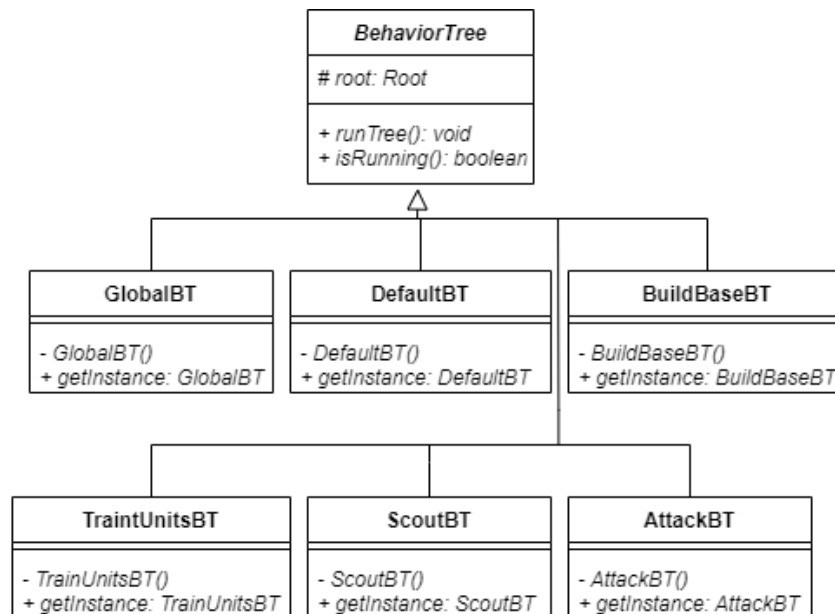 BehaviorTree
# root: Root
+ runTree(): void
+ isRunning(): boolean
GlobalBT
- GlobalBT()
+ getInstance: GlobalBT
DefaultBT
- DefaultBT()
+ getInstance: DefaultBT
BuildBaseBT
- BuildBaseBT()
+ getInstance: BuildBaseBT
TraintUnitsBT
- TrainUnitsBT()
+ getInstance: TrainUnitsBT
ScoutBT
- ScoutBT()
+ getInstance: ScoutBT
AttackBT
- AttackBT()
+ getInstance: AttackBT